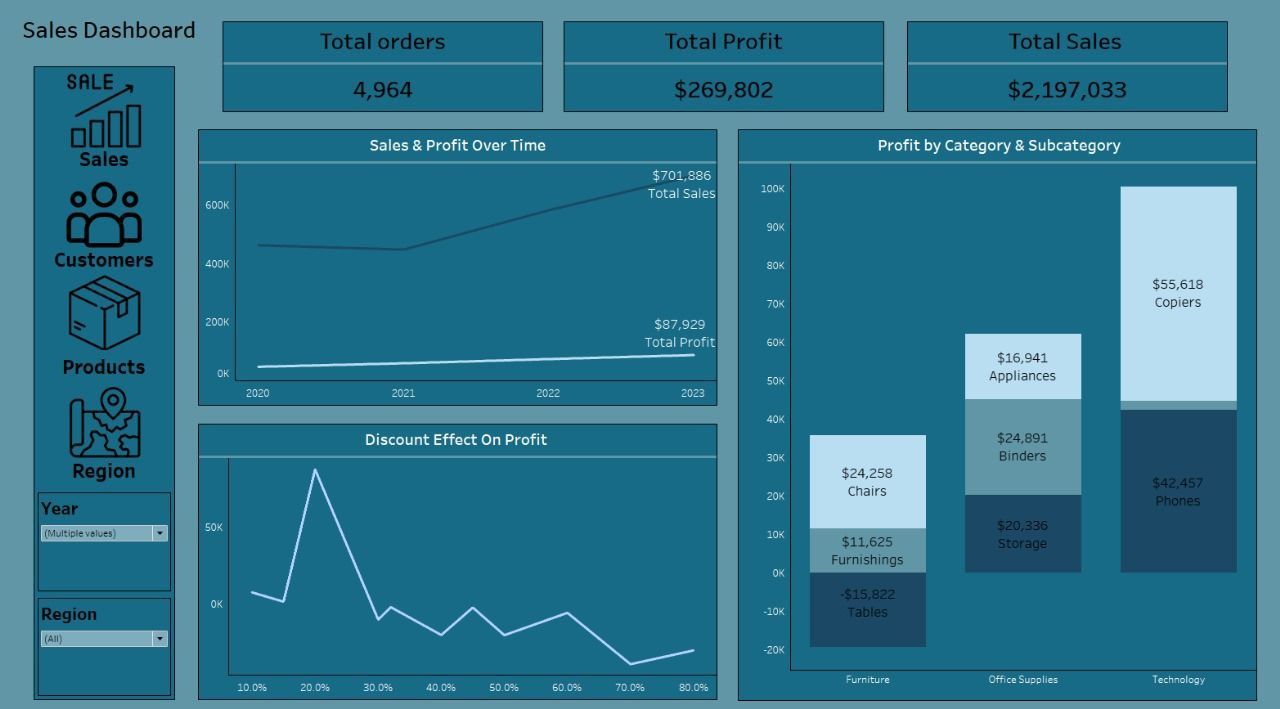 Sales Dashboard
Total orders
4,964
Total Profit
$269,802
Total Sales
$2,197,033
SALE
Sales
Customers
Products
Region
Year
(Multiple values)
Region
(All)
Sales & Profit Over Time
600K
400K
200K
0K
$701,886
Total Sales
$87,929
Total Profit
2020
2021
2022
2023
Discount Effect On Profit
50K
0K
10.0%
20.0%
30.0%
40.0%
50.0%
60.0%
70.0%
80.0%
Profit by Category & Subcategory
100K
90K
80K
70K
60K
50K
40K
30K
20K
10K
0K
-10K
-20K
$24,258
Chairs
$11,625
Furnishings
-$15,822
Tables
$16,941
Appliances
$24,891
Binders
$20,336
Storage
$55,618
Copiers
$42,457
Phones
Furniture
Office Supplies
Technology